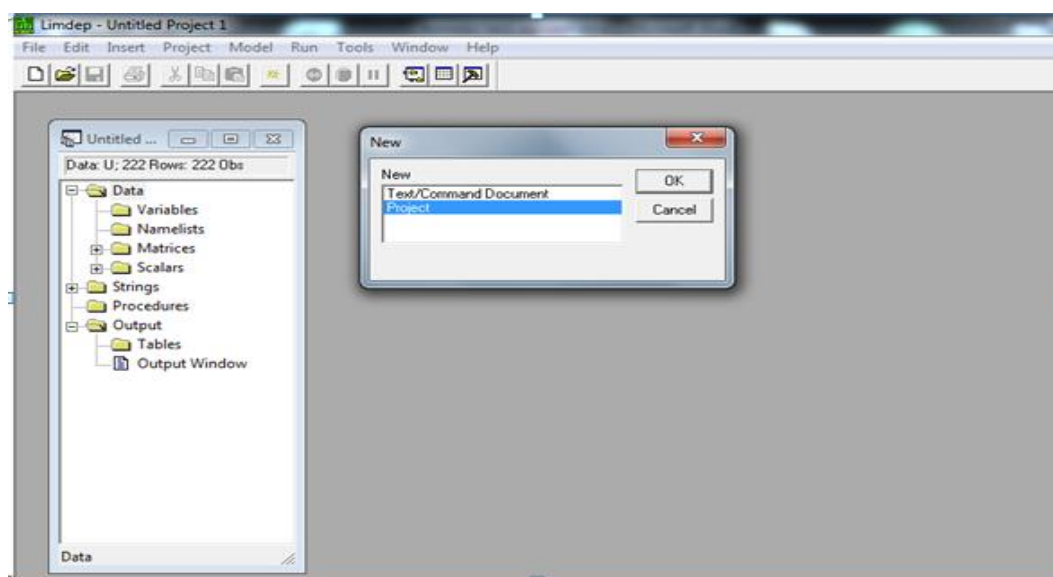 Limdep - Untitled Project 1
File Edit Insert Project Model Run Tools Window Help
Untitled ...
Data: U; 222 Rows: 222 Obs
Data
Variables
Namelists
Matrices
Scalars
Strings
Procedures
Output
Tables
Output Window
Data
New
New
Text/Command Document
Project
OK
Cancel